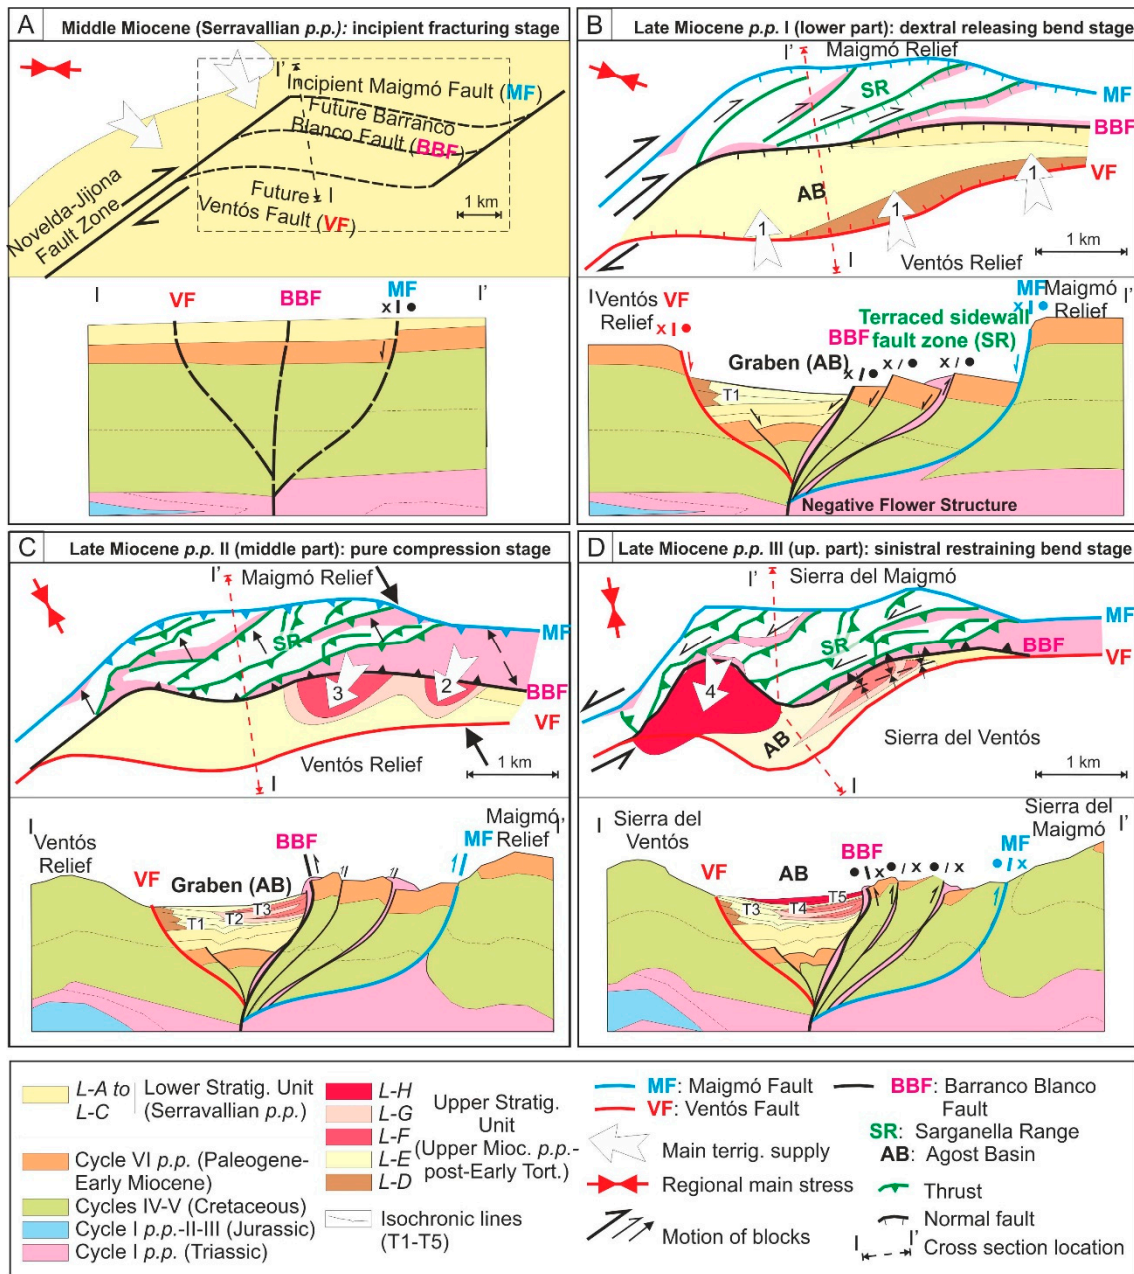 A
Middle Miocene (Serravallian p.p.): incipient fracturing stage
I'
Incipient Maigmó Fault (MF)
Future Barranco
Blanco Fault (BBF)
Future
Ventós Fault (VF)
I
1 km
Novelda-Jijona
Fault Zone
I
VF
BBF
MF
I'
x
B
Late Miocene p.p. I (lower part): dextral releasing bend stage
I'
Maigmó Relief
SR
MF
BBF
AB
VF
1
1
1
1 km
I
Ventós Relief
I
Ventós
Relief
VF
x
MF
Maigmó
Relief
I'
x
Terraced sidewall
fault zone (SR)
BBF
Graben (AB)
x / 
x / 
x / 
T1
Negative Flower Structure
C
Late Miocene p.p. II (middle part): pure compression stage
I'
Maigmó Relief
SR
MF
3
2
BBF
VF
Ventós Relief
I
1 km
I
Ventós
Relief
BBF
Maigmó
Relief
I'
MF
VF
Graben (AB)
T1
T2
T3
D
Late Miocene p.p. III (up. part): sinistral restraining bend stage
I'
Sierra del Maigmó
MF
SR
BBF
VF
4
AB
Sierra del Ventós
I
1 km
I
Sierra del
Ventós
Sierra del
Maigmó
I'
VF
AB
BBF
MF
x
/ x
/ x
x
T3
T4
T5
L-A to
L-C
Lower Stratig. Unit
(Serravallian p.p.)
Cycle VI p.p. (Paleogene-
Early Miocene)
Cycles IV-V (Cretaceous)
Cycle I p.p.-II-III (Jurassic)
Cycle I p.p. (Triassic)
L-H
L-G
L-F
L-E
L-D
Upper Stratig.
Unit
(Upper Mioc. p.p.-
post-Early Tort.)
Isochronic lines
(T1-T5)
MF: Maigmó Fault
VF: Ventós Fault
Main terrig. supply
Regional main stress
Motion of blocks
BBF: Barranco Blanco
Fault
SR: Sarganella Range
AB: Agost Basin
Thrust
Normal fault
I
I'
Cross section location